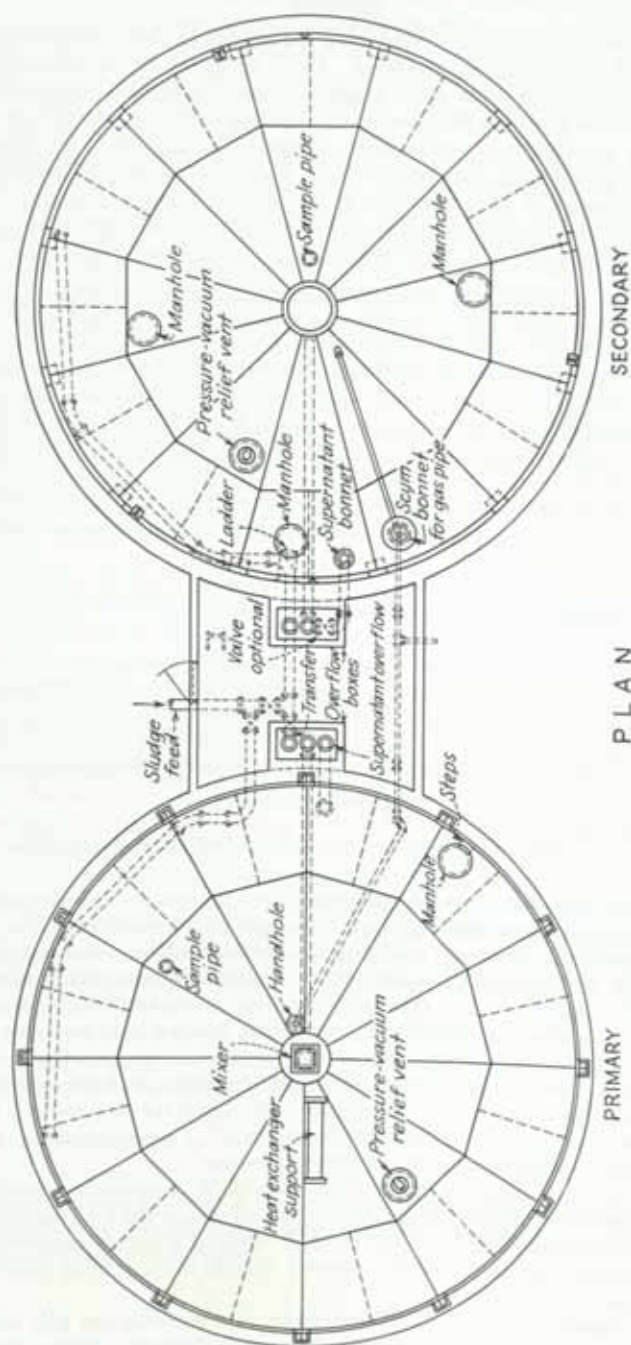 Sludge
feed
Valve
optional
Transfer
Overflow
boxes
Supernatant overflow
Mixer
Sample
pipe
Handhole
Heat exchanger
support
Pressure-vacuum
relief vent
Manhole
Steps
Ladder
Manhole
Supernatant
bonnet
Scum
bonnet
for gas pipe
Pressure-vacuum
relief vent
Manhole
Sample pipe
Manhole
PRIMARY
PLAN
SECONDARY